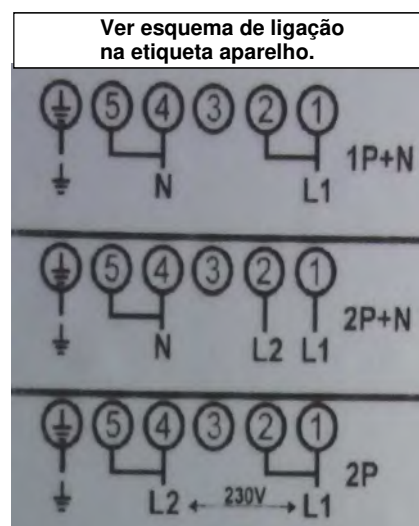 Ver esquema de ligação
na etiqueta aparelho.
5 4 3 2 1
N L1 1P+N
5 4 3 2 1
N L2 L1 2P+N
5 4 3 2 1
L2 230V L1 2P